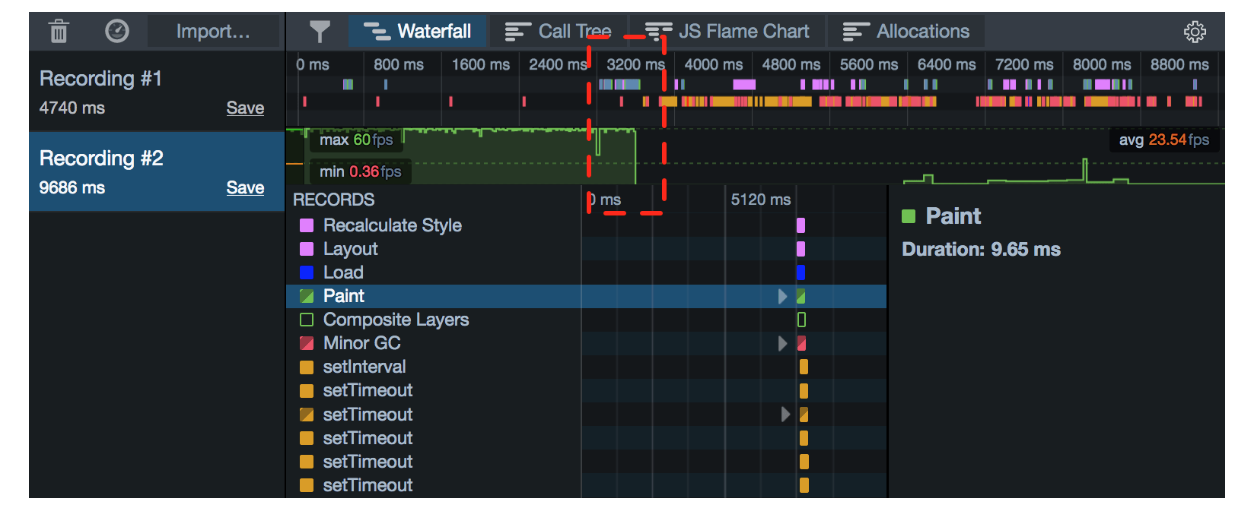 Import...
Waterfall
Call Tree
JS Flame Chart
Allocations
Recording #1
4740 ms
Save
Recording #2
9686 ms
Save
0 ms 800 ms 1600 ms 2400 ms 3200 ms 4000 ms 4800 ms 5600 ms 6400 ms 7200 ms 8000 ms 8800 ms
max 60 fps
avg 23.54 fps
min 0.36 fps
RECORDS
0 ms 5120 ms
Recalculate Style
Layout
Load
Paint
Composite Layers
Minor GC
setInterval
setTimeout
setTimeout
setTimeout
setTimeout
setTimeout
Paint
Duration: 9.65 ms